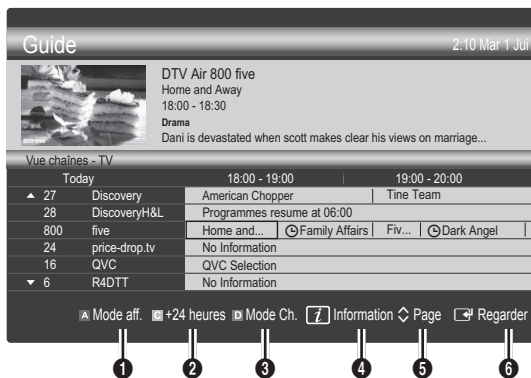 Guide 2:10 Mar 1 Jui
DTV Air 800 five
Home and Away
18:00 - 18:30
Drama
Dani is devastated when scott makes clear his views on marriage...
800 five
Vue chaînes - TV
Today 18:00 - 19:00 19:00 - 20:00
▲ 27 Discovery American Chopper Tine Team
28 DiscoveryH&L Programmes resume at 06:00
800 five Home and... Family Affairs Fiv... Dark Angel
24 price-drop.tv No Information
16 QVC QVC Selection
▼ 6 R4DTT No Information
A Mode aff. C +24 heures D Mode Ch. i Information Page Regarder
1 2 3 4 5 6